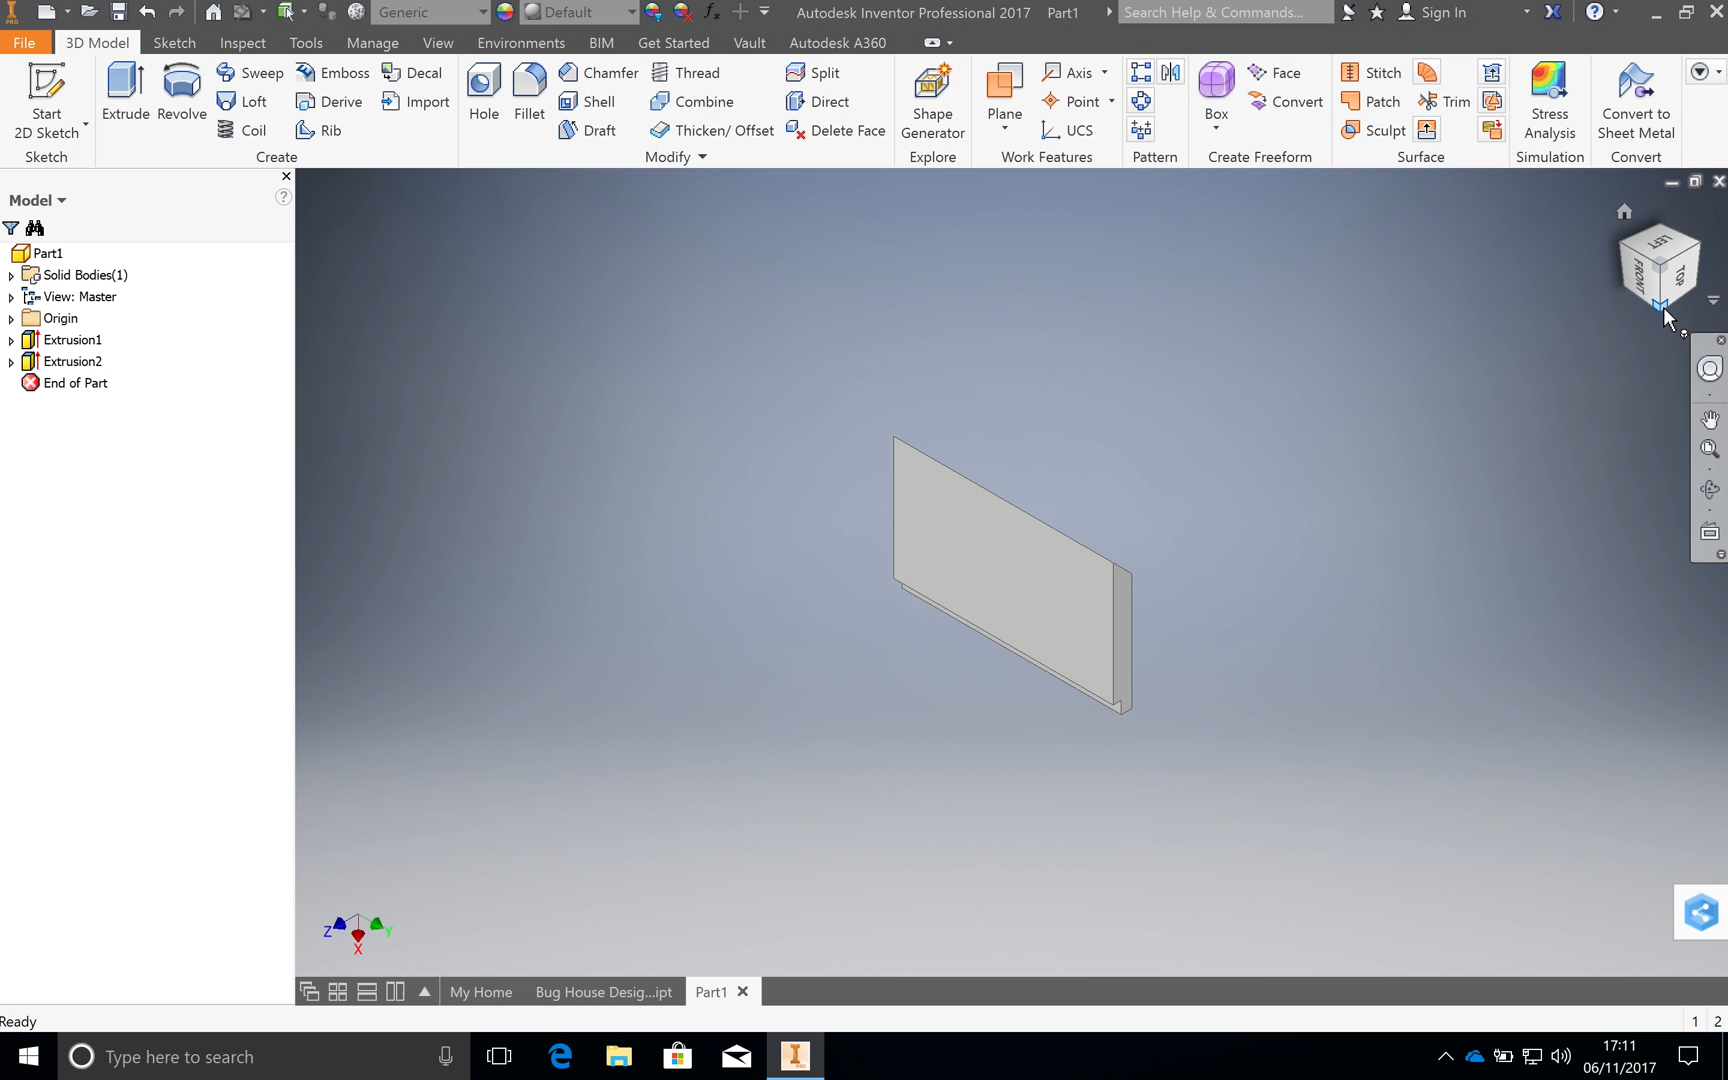 PRO
Generic
Default
Autodesk Inventor Professional 2017 Part1
Search Help & Commands...
Sign In
File
3D Model
Sketch
Inspect
Tools
Manage
View
Environments
BIM
Get Started
Vault
Autodesk A360
Start
2D Sketch
Extrude
Revolve
Sweep
Loft
Coil
Emboss
Derive
Rib
Decal
Import
Hole
Fillet
Chamfer
Shell
Draft
Thread
Combine
Thicken/ Offset
Split
Direct
Delete Face
Shape
Generator
Plane
Axis
Point
UCS
Box
Face
Convert
Stitch
Patch
Sculpt
Trim
Stress
Analysis
Convert to
Sheet Metal
Sketch
Create
Modify
Explore
Work Features
Pattern
Create Freeform
Surface
Simulation
Convert
Model
Part1
Solid Bodies(1)
View: Master
Origin
Extrusion1
Extrusion2
End of Part
LEFT
FRONT
TOP
Z
Y
X
My Home
Bug House Desig...ipt
Part1
Ready
1 2
Type here to search
17:11
06/11/2017